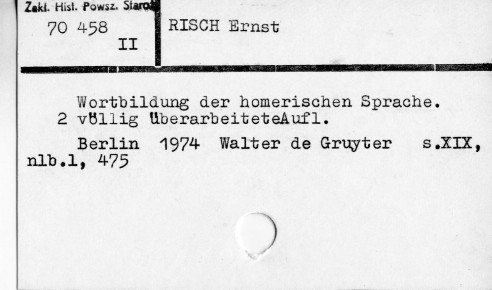 Zakł. Hist. Powsz. Staroż
70 458
II
RISCH Ernst
Wortbildung der homerischen Sprache.
2 völlig überarbeiteteAufl.
Berlin 1974 Walter de Gruyter s.XIX,
nlb.1, 475